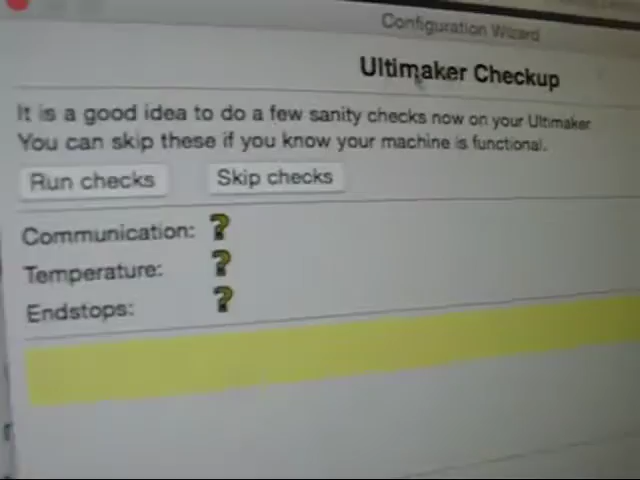 Configuration Wizard
Ultimaker Checkup
It is a good idea to do a few sanity checks now on your Ultimaker
You can skip these if you know your machine is functional.
Run checks Skip checks
Communication: ?
Temperature: ?
Endstops: ?